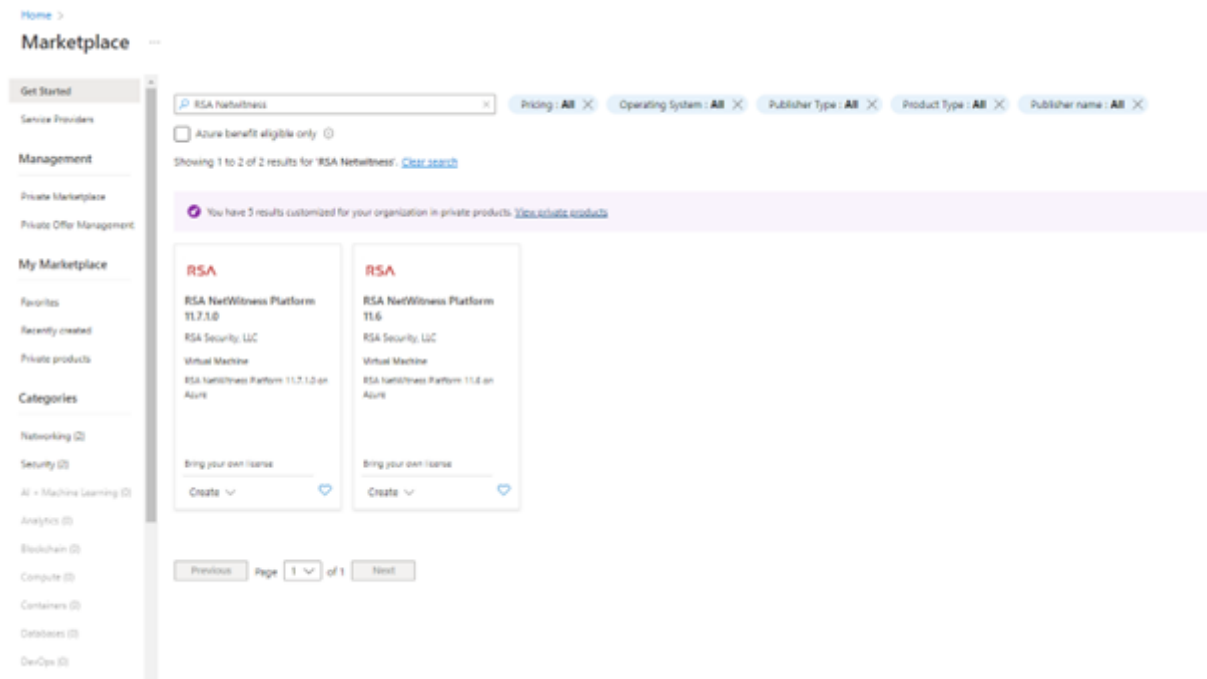 Home >
Marketplace ...
Get Started
Service Providers
Management
Private Marketplace
Private Offer Management
My Marketplace
Favorites
Recently created
Private products
Categories
Networking (2)
Security (2)
AI + Machine Learning (0)
Analytics (0)
Blockchain (0)
Compute (0)
Containers (0)
Databases (0)
DevOps (0)
RSA Netwitness
Pricing : All
Operating System : All
Publisher Type : All
Product Type : All
Publisher name : All
Azure benefit eligible only
Showing 1 to 2 of 2 results for 'RSA Netwitness'. Clear search
You have 5 results customized for your organization in private products. View private products
RSA
RSA NetWitness Platform
11.7.1.0
RSA Security, LLC
Virtual Machine
RSA NetWitness Platform 11.7.1.0 on
Azure
Bring your own license
Create
RSA
RSA NetWitness Platform
11.6
RSA Security, LLC
Virtual Machine
RSA NetWitness Platform 11.6 on
Azure
Bring your own license
Create
Previous Page 1 of 1 Next